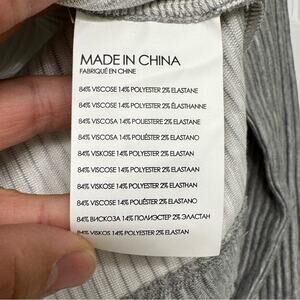 MADE IN CHINA
FABRIQUÉ EN CHINE
84% VISCOSE 14% POLYESTER 2% ELASTANE
84% VISCOSE 14% POLYESTER 2% ÉLASTHANNE
84% VISCOSA 14% POLIESTERE 2% ELASTANO
84% VISCOSA 14% POLIÉSTER 2% ELASTANO
84% VISKOSE 14% POLYESTER 2% ELASTAN
84% VISCOSE 14% POLYESTER 2% ELASTAAN
84% VISKOSE 14% POLYESTER 2% ELASTHAN
84% VISCOSE 14% POLIÉSTER 2% ELASTANO
84% ВИСКОЗА 14% ПОЛИЭСТЕР 2% ЭЛАСТАН
84% VISKOS 14% POLYESTER 2% ELASTAN